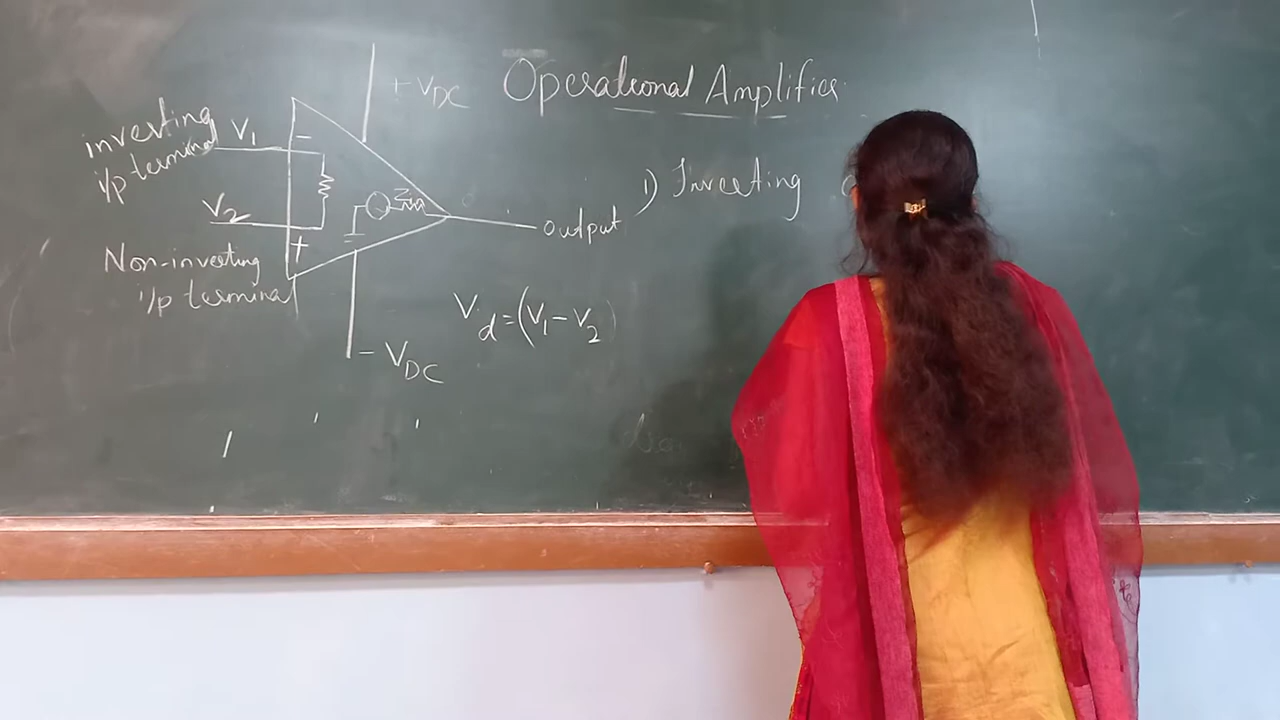 Operational Amplifier
+ VDC
inverting
i/p terminal
V1
−
V2
+
Non-inverting
i/p terminal
Output
Vd = (V1 − V2)
− VDC
1) Inverting